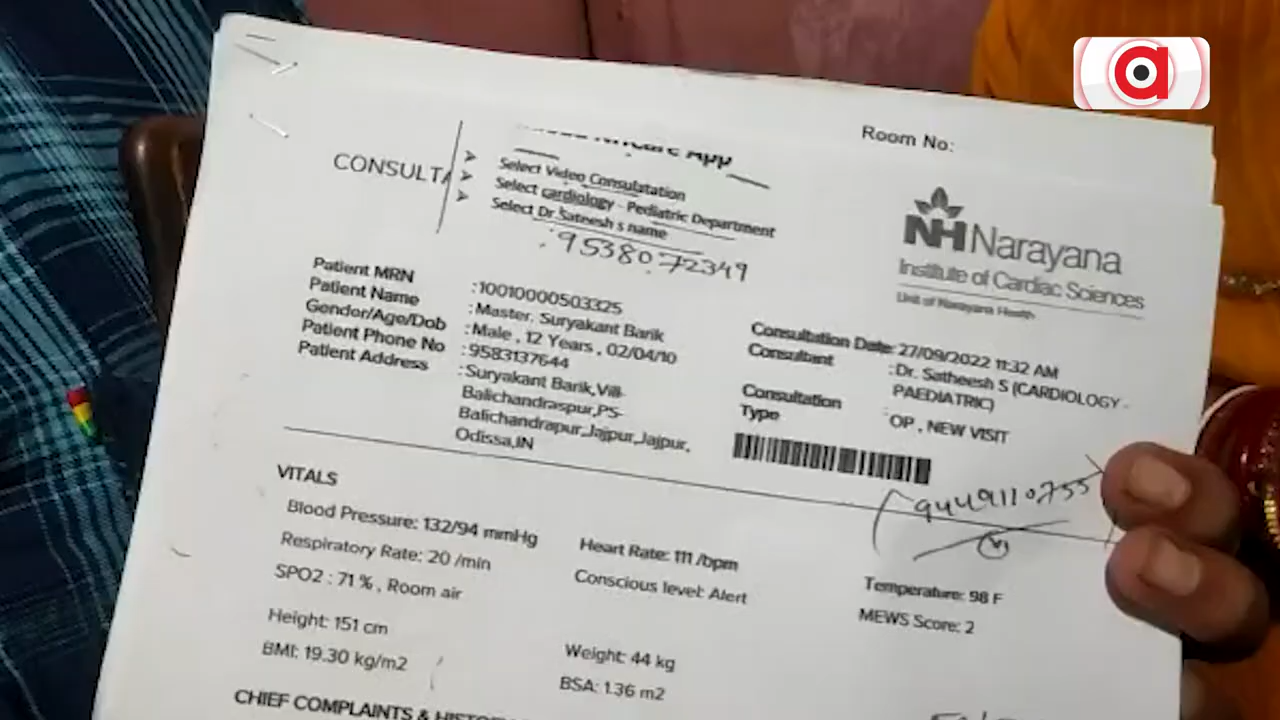 a
Room No:
NHcare App
CONSULTA
➤ Select Video Consulatation
➤ Select cardiology - Pediatric Department
➤ Select Dr.Sateesh s name
: 9538072349
NH Narayana
Institute of Cardiac Sciences
Unit of Narayana Health
Patient MRN :10010000503325
Patient Name : Master. Suryakant Barik
Gender/Age/Dob : Male , 12 Years , 02/04/10
Patient Phone No : 9583137644
Patient Address : Suryakant Barik,Vill-
Balichandraspur,PS-
Balichandrapur,Jajpur,Jajpur,
Odissa,IN
Consultation Date: 27/09/2022 11:32 AM
Consultant : Dr. Satheesh S (CARDIOLOGY -
PAEDIATRIC)
Consultation : OP , NEW VISIT
Type
9449110755
VITALS
Blood Pressure: 132/94 mmHg
Heart Rate: 111 /bpm
Temperature: 98 F
Respiratory Rate: 20 /min
Conscious level: Alert
MEWS Score: 2
SPO2 : 71 % , Room air
Height: 151 cm
Weight: 44 kg
BMI: 19.30 kg/m2
BSA: 1.36 m2
CHIEF COMPLAINTS &